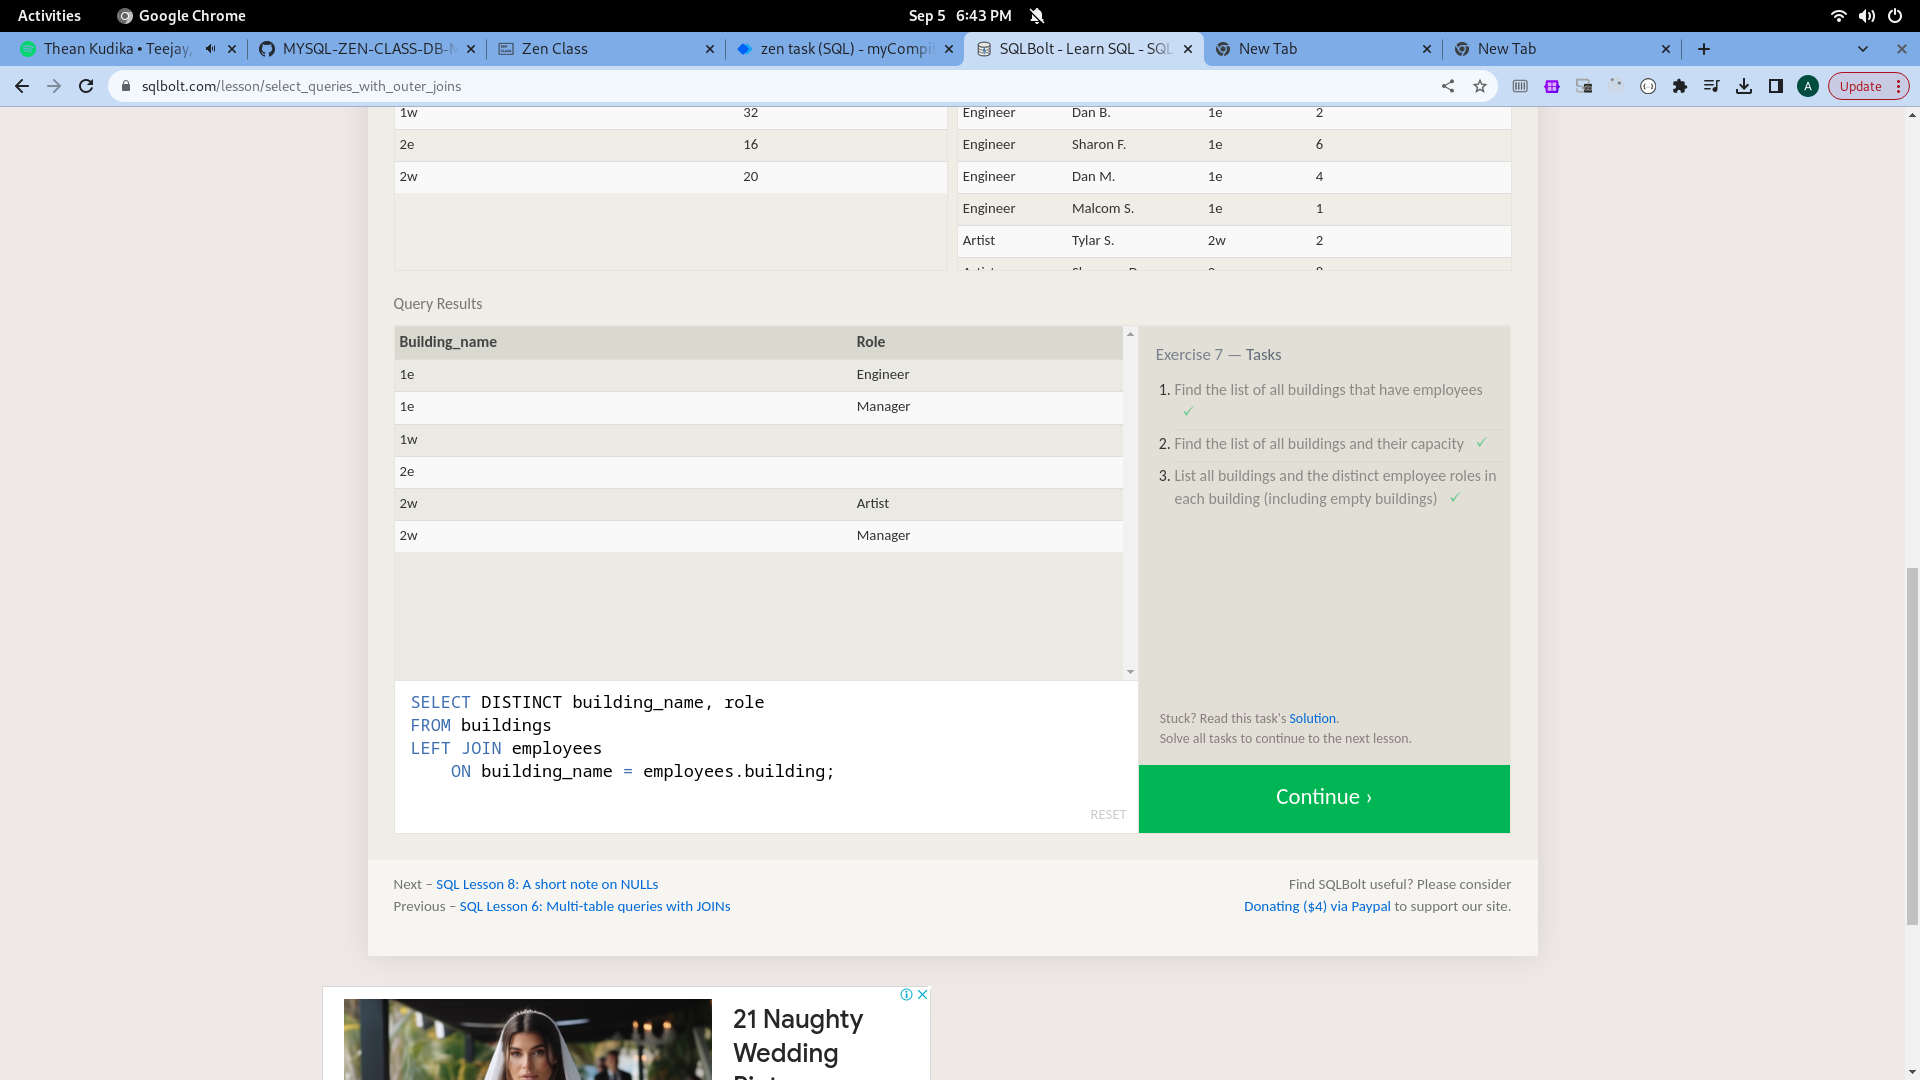 Activities
Google Chrome
Sep 5 6:43 PM
Thean Kudika • Teejay,
MYSQL-ZEN-CLASS-DB-M
Zen Class
zen task (SQL) - myCompil
SQLBolt - Learn SQL - SQL
New Tab
New Tab
sqlbolt.com/lesson/select_queries_with_outer_joins
A
Update
1w 32
2e 16
2w 20
Engineer Dan B. 1e 2
Engineer Sharon F. 1e 6
Engineer Dan M. 1e 4
Engineer Malcom S. 1e 1
Artist Tylar S. 2w 2
Query Results
Building_name Role
1e Engineer
1e Manager
1w
2e
2w Artist
2w Manager
Exercise 7 — Tasks
1. Find the list of all buildings that have employees
✓
2. Find the list of all buildings and their capacity ✓
3. List all buildings and the distinct employee roles in
each building (including empty buildings) ✓
SELECT DISTINCT building_name, role
FROM buildings
LEFT JOIN employees
ON building_name = employees.building;
RESET
Stuck? Read this task's Solution.
Solve all tasks to continue to the next lesson.
Continue ›
Next – SQL Lesson 8: A short note on NULLs
Previous – SQL Lesson 6: Multi-table queries with JOINs
Find SQLBolt useful? Please consider
Donating ($4) via Paypal to support our site.
21 Naughty
Wedding